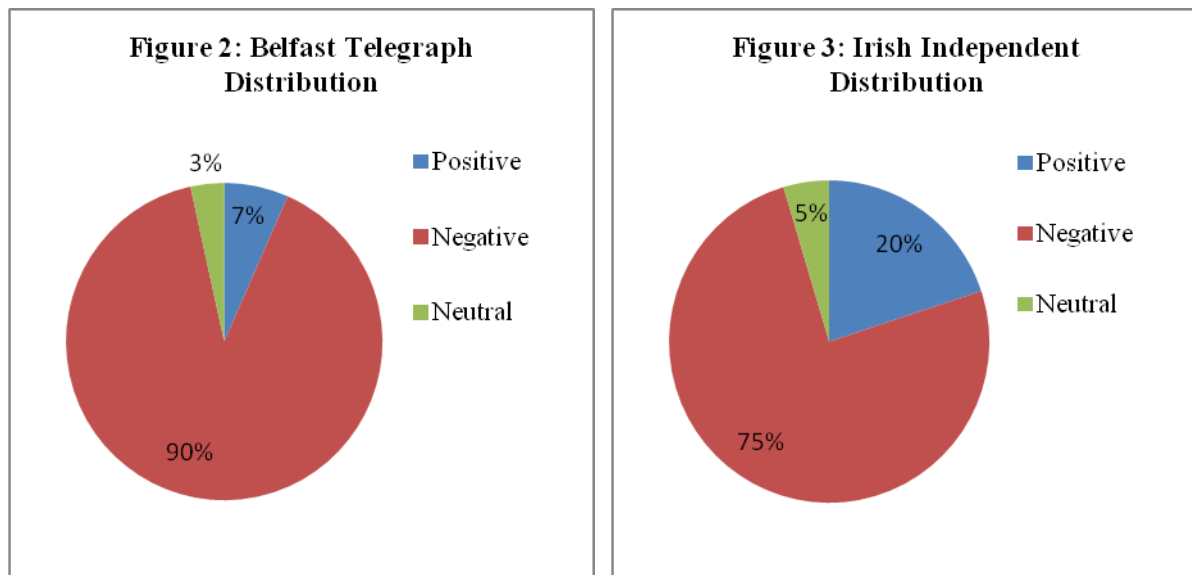 Figure 2: Belfast Telegraph
Distribution
3%
7%
90%
Positive
Negative
Neutral
Figure 3: Irish Independent
Distribution
5%
20%
75%
Positive
Negative
Neutral